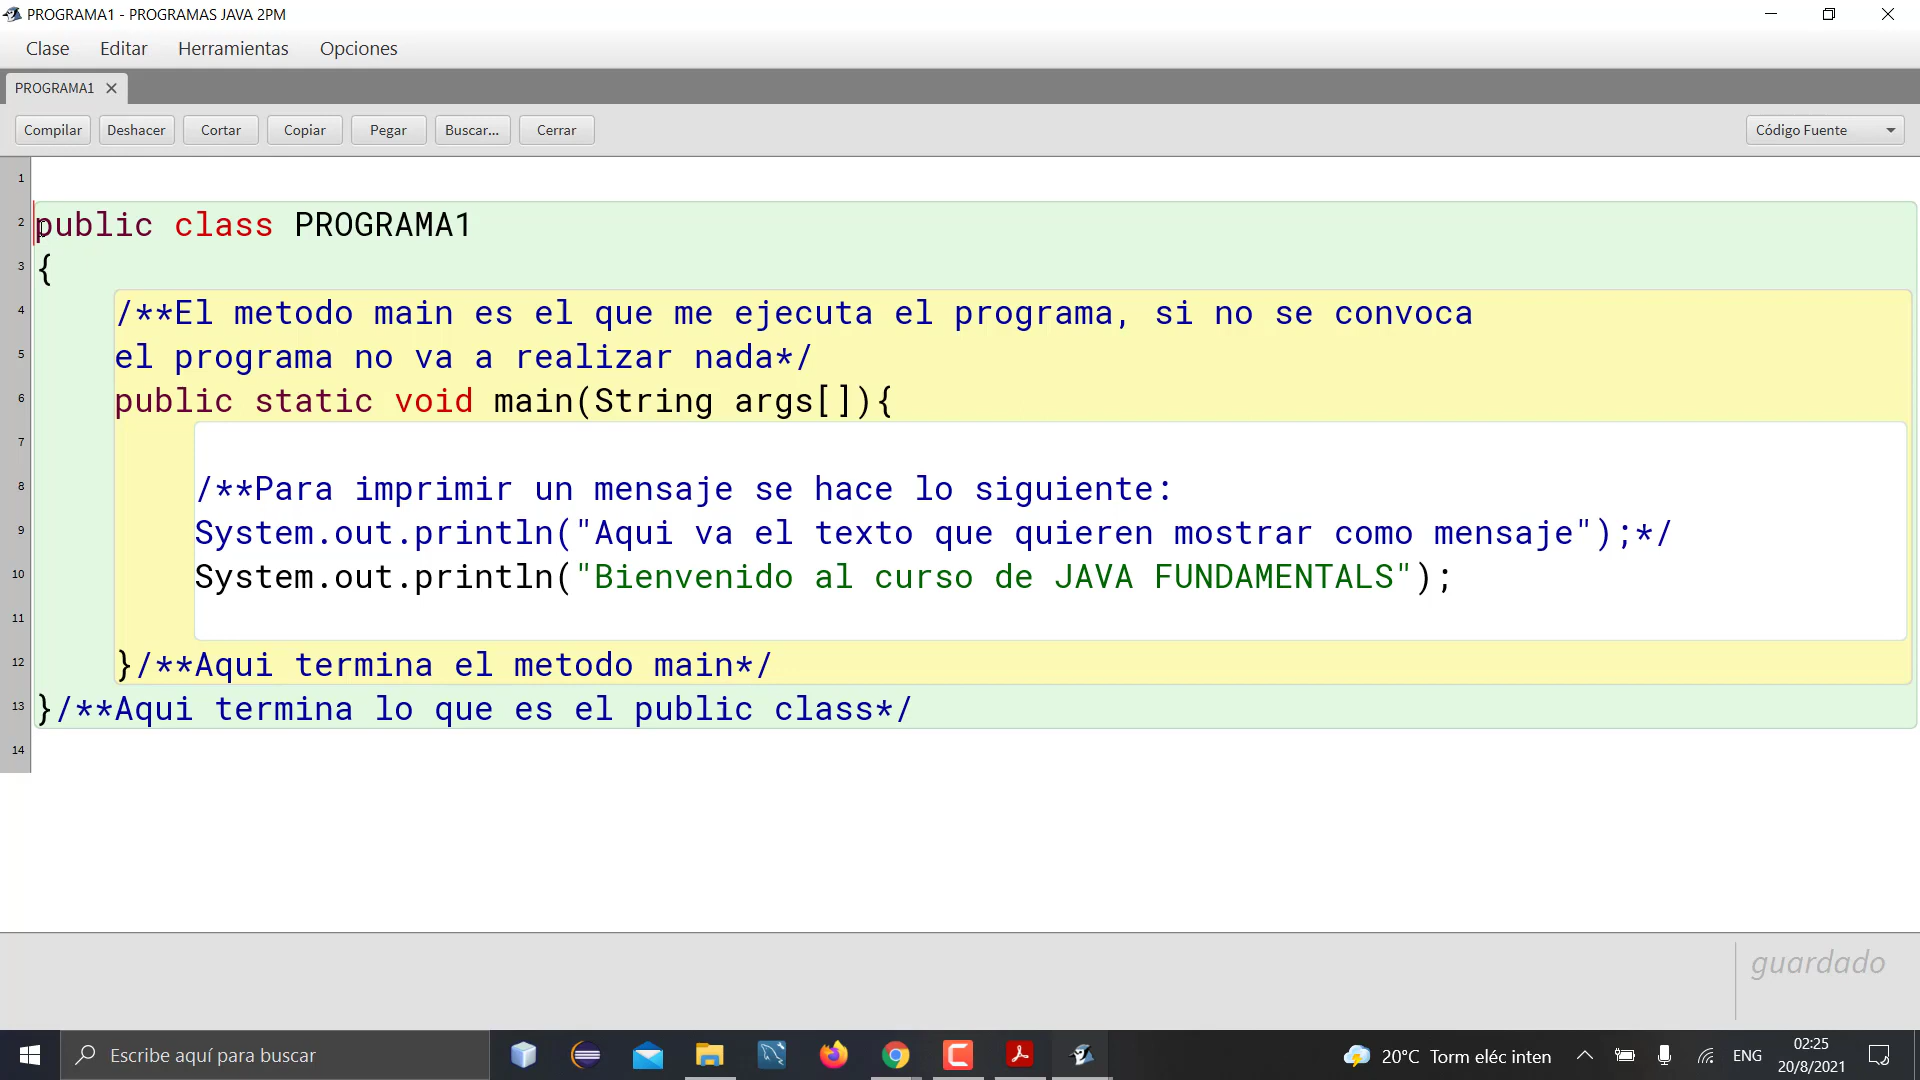 PROGRAMA1 - PROGRAMAS JAVA 2PM
Clase Editar Herramientas Opciones
PROGRAMA1
Compilar Deshacer Cortar Copiar Pegar Buscar... Cerrar Código Fuente
1
2 public class PROGRAMA1
3 {
4 /**El metodo main es el que me ejecuta el programa, si no se convoca
5 el programa no va a realizar nada*/
6 public static void main(String args[]){
7
8 /**Para imprimir un mensaje se hace lo siguiente:
9 System.out.println("Aqui va el texto que quieren mostrar como mensaje");*/
10 System.out.println("Bienvenido al curso de JAVA FUNDAMENTALS");
11
12 }/**Aqui termina el metodo main*/
13 }/**Aqui termina lo que es el public class*/
14
guardado
Escribe aquí para buscar
20°C Torm eléc inten
ENG
02:25
20/8/2021